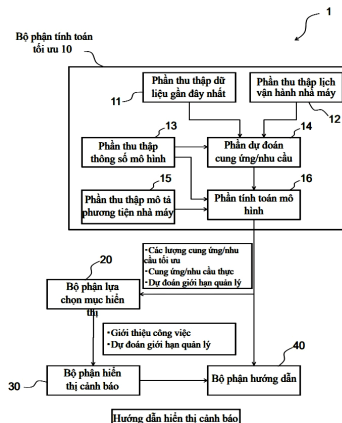 1
Bộ phận tính toán
tối ưu 10
Phần thu thập dữ
liệu gần đây nhất
Phần thu thập lịch
vận hành nhà máy
11
12
13
14
Phần thu thập
thông số mô hình
Phần dự đoán
cung ứng/nhu cầu
15
16
Phần thu thập mô tả
phương tiện nhà máy
Phần tính toán mô
hình
• Các lượng cung ứng/nhu
cầu tối ưu
• Cung ứng/nhu cầu thực
• Dự đoán giới hạn quản lý
20
Bộ phận lựa
chọn mục hiển
thị
• Giới thiệu công việc
• Dự đoán giới hạn quản lý
40
30
Bộ phận hiển
thị cảnh báo
Bộ phận hướng dẫn
Hướng dẫn hiển thị cảnh báo